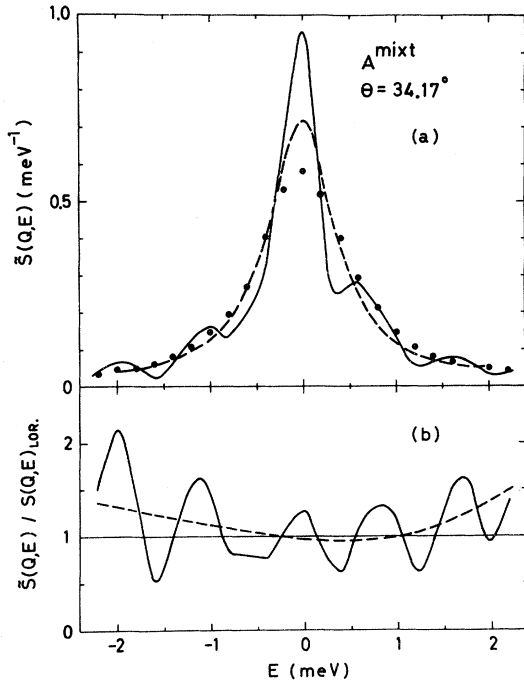 1.0
A^mixt
θ = 34.17°
(a)
S̃(Q,E) (meV⁻¹)
0.5
0
(b)
S̃(Q,E) / S(Q,E)LOR.
2
1
0
-2 -1 0 1 2
E (meV)